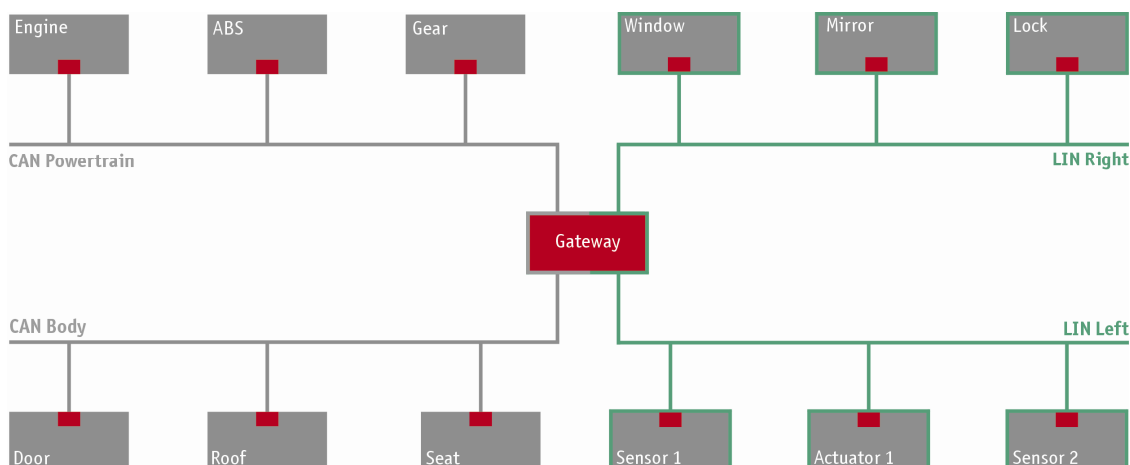 Engine
ABS
Gear
Window
Mirror
Lock
CAN Powertrain
LIN Right
Gateway
CAN Body
LIN Left
Door
Roof
Seat
Sensor 1
Actuator 1
Sensor 2